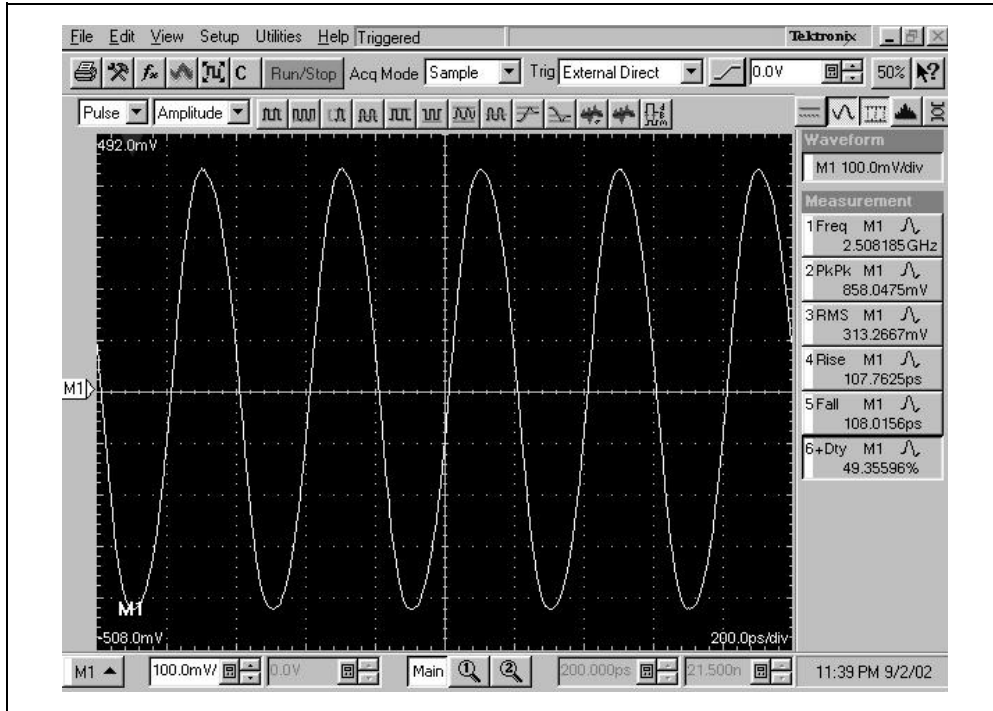 File Edit View Setup Utilities Help Triggered Tektronix
C Run/Stop Acq Mode Sample Trig External Direct 0.0V 50% ?
Pulse Amplitude
492.0mV
Waveform
M1 100.0mV/div
Measurement
1 Freq M1
2.508185GHz
2 PkPk M1
858.0475mV
3 RMS M1
313.2667mV
4 Rise M1
107.7625ps
5 Fall M1
108.0156ps
6 +Dty M1
49.35596%
M1
M1
-508.0mV
200.0ps/div
M1 100.0mV/ 0.0V Main 1 2 200.000ps 21.500n 11:39 PM 9/2/02